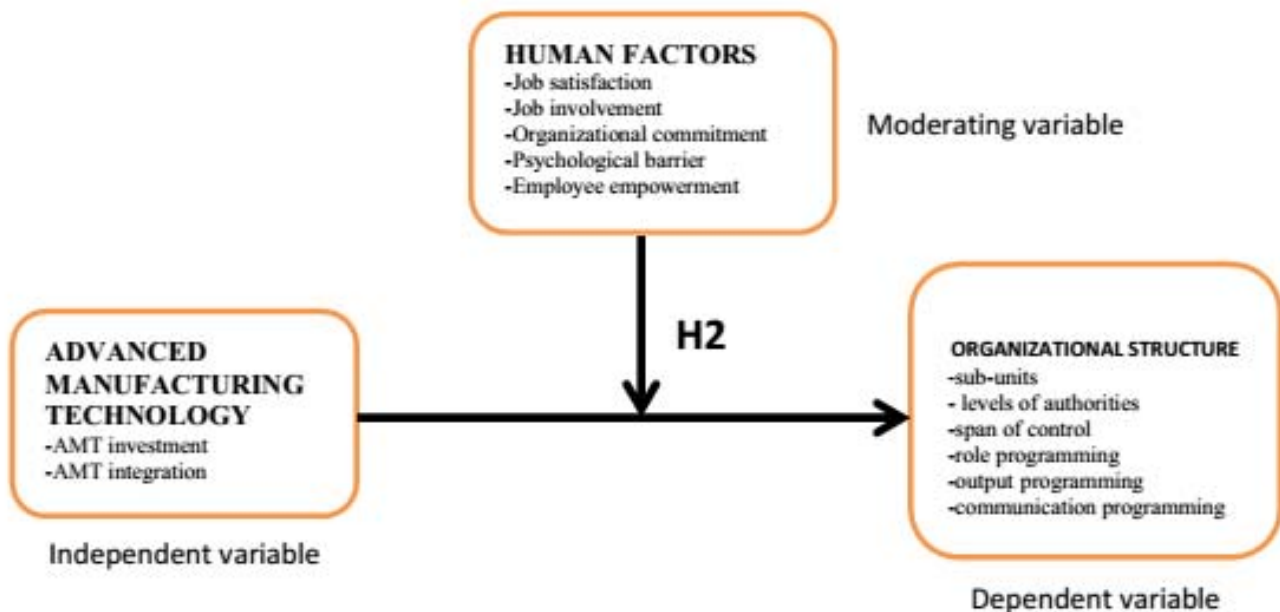 HUMAN FACTORS
-Job satisfaction
-Job involvement
-Organizational commitment
-Psychological barrier
-Employee empowerment
Moderating variable
H2
ADVANCED
MANUFACTURING
TECHNOLOGY
-AMT investment
-AMT integration
Independent variable
ORGANIZATIONAL STRUCTURE
-sub-units
- levels of authorities
-span of control
-role programming
-output programming
-communication programming
Dependent variable